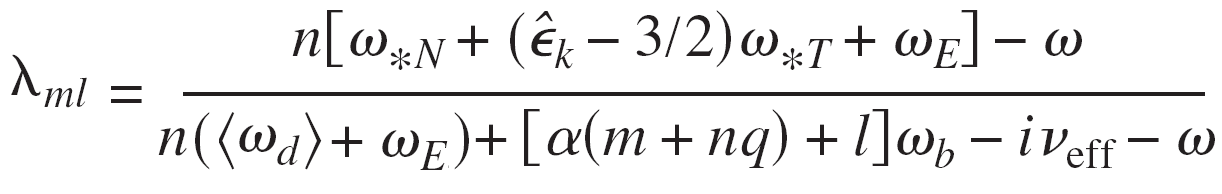 λ_{ml} = \frac{n[ω_{*N} + (\hat{ϵ}_k − 3/2)ω_{*T} + ω_E] − ω}{n(⟨ω_d⟩ + ω_E) + [α(m + nq) + l]ω_b − iν_{eff} − ω}